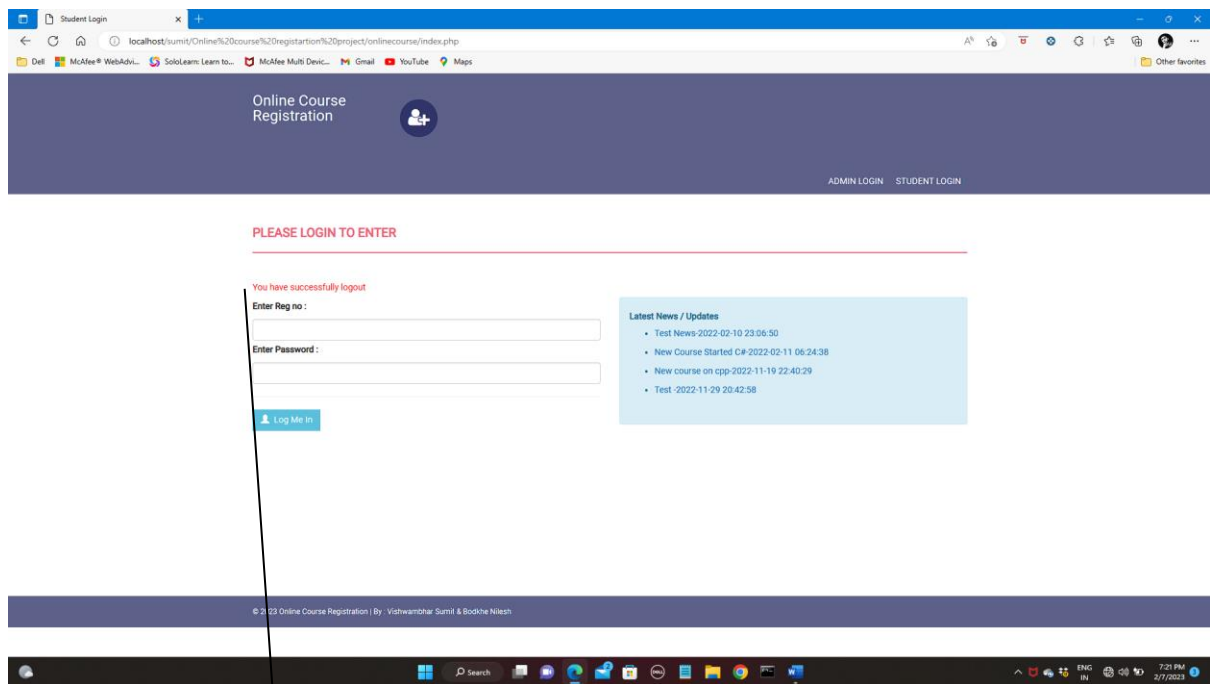 Student Login
localhost/sumit/Online%20course%20registartion%20project/onlinecourse/index.php
Dell McAfee® WebAdvi... SoloLearn: Learn to... McAfee Multi Devic... Gmail YouTube Maps Other favorites
Online Course
Registration
ADMIN LOGIN STUDENT LOGIN
PLEASE LOGIN TO ENTER
You have successfully logout
Enter Reg no :
Enter Password :
Log Me In
Latest News / Updates
• Test News-2022-02-10 23:06:50
• New Course Started C#-2022-02-11 06:24:38
• New course on cpp-2022-11-19 22:40:29
• Test -2022-11-29 20:42:58
© 2023 Online Course Registration | By : Vishwambhar Sumit & Bodkhe Nilesh
Search
ENG
IN
7:21 PM
2/7/2023